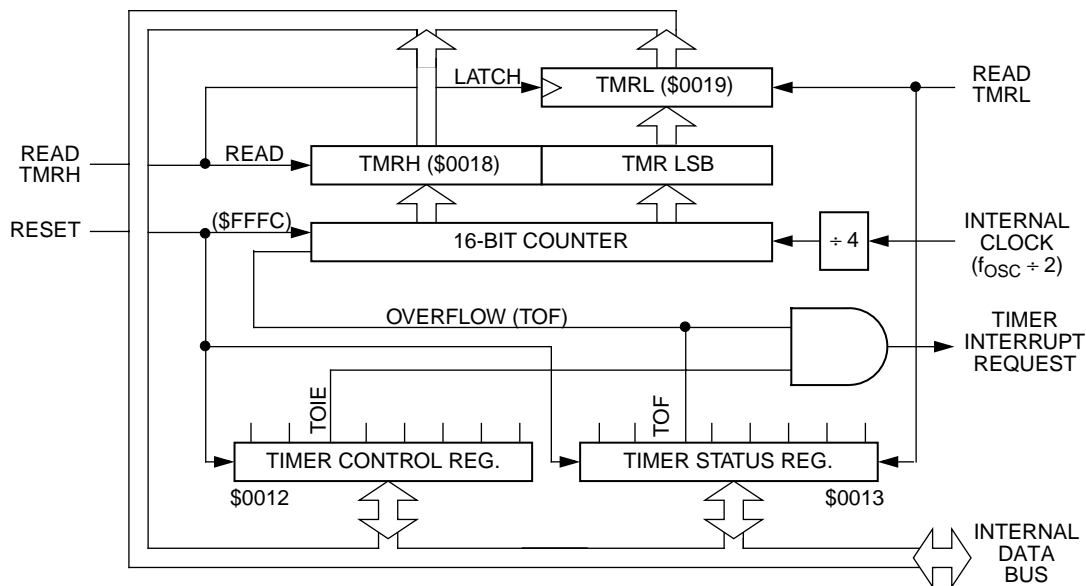 LATCH
TMRL ($0019)
READ
TMRL
READ
TMRH
READ
TMRH ($0018)
TMR LSB
RESET
($FFFC)
16-BIT COUNTER
÷ 4
INTERNAL
CLOCK
(fOSC ÷ 2)
OVERFLOW (TOF)
TIMER
INTERRUPT
REQUEST
TOIE
TOF
TIMER CONTROL REG.
TIMER STATUS REG.
$0012
$0013
INTERNAL
DATA
BUS